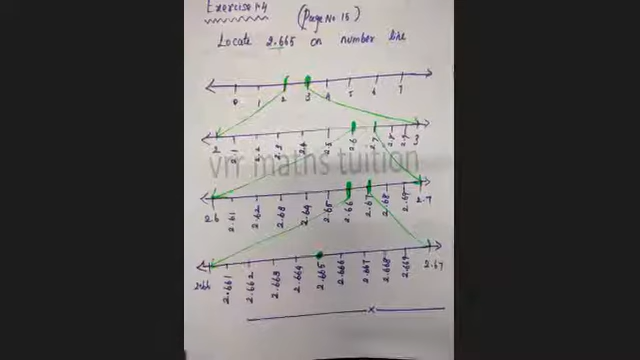 Exercise 1.4
(Page No 15)
Locate 2.665 on number line
0 1 2 3 4 5 6 7
2 2.1 2.2 2.3 2.4 2.5 2.6 2.7 2.8 2.9 3
vrr maths tuition
2.6 2.61 2.62 2.63 2.64 2.65 2.66 2.67 2.68 2.69 2.7
2.66 2.661 2.662 2.663 2.664 2.665 2.666 2.667 2.668 2.669 2.67
x